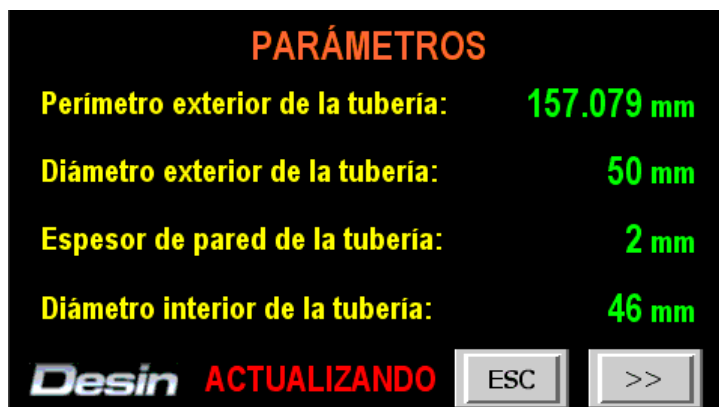 PARÁMETROS
Perímetro exterior de la tubería: 157.079 mm
Diámetro exterior de la tubería: 50 mm
Espesor de pared de la tubería: 2 mm
Diámetro interior de la tubería: 46 mm
Desin ACTUALIZANDO ESC >>